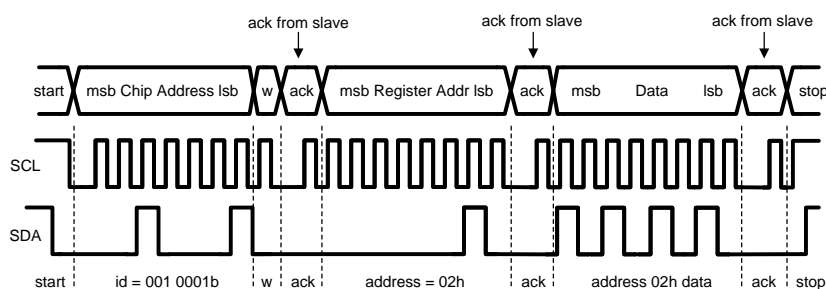 ack from slave ack from slave ack from slave
start msb Chip Address lsb w ack msb Register Addr lsb ack msb Data lsb ack stop
SCL
SDA
start id = 001 0001b w ack address = 02h ack address 02h data ack stop